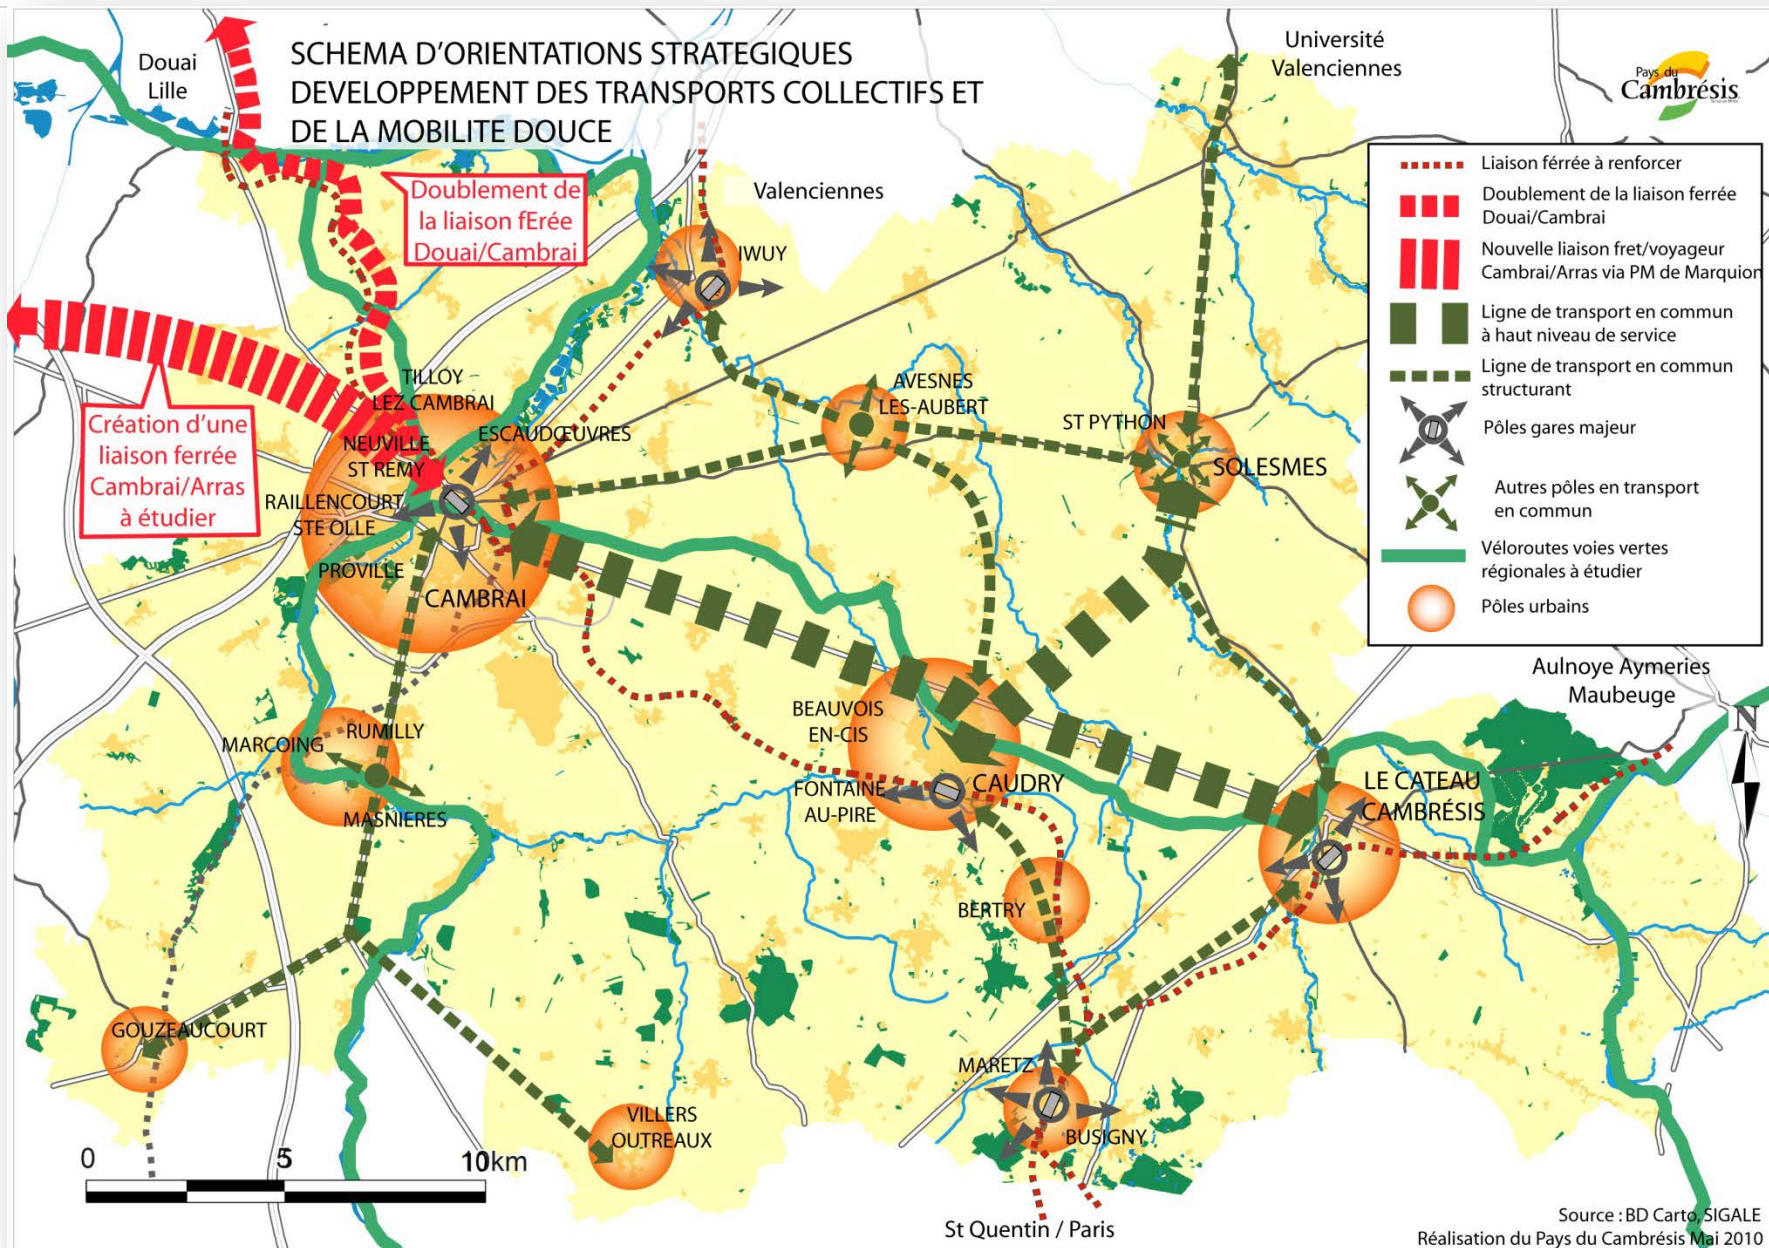 SCHEMA D'ORIENTATIONS STRATEGIQUES
DEVELOPPEMENT DES TRANSPORTS COLLECTIFS ET
DE LA MOBILITE DOUCE
Douai
Lille
Université
Valenciennes
Pays du
Cambrésis
Valenciennes
Doublement de
la liaison fErée
Douai/Cambrai
Création d'une
liaison ferrée
Cambrai/Arras
à étudier
Liaison férrée à renforcer
Doublement de la liaison ferrée
Douai/Cambrai
Nouvelle liaison fret/voyageur
Cambrai/Arras via PM de Marquion
Ligne de transport en commun
à haut niveau de service
Ligne de transport en commun
structurant
Pôles gares majeur
Autres pôles en transport
en commun
Véloroutes voies vertes
régionales à étudier
Pôles urbains
IWUY
TILLOY
LEZ CAMBRAI
NEUVILLE
ST REMY
ESCAUDŒUVRES
RAILLENCOURT
STE OLLE
PROVILLE
CAMBRAI
AVESNES
LES-AUBERT
ST PYTHON
SOLESMES
BEAUVOIS
EN-CIS
FONTAINE
AU-PIRE
CAUDRY
RUMILLY
MARCOING
MASNIERES
LE CATEAU
CAMBRÉSIS
Aulnoye Aymeries
Maubeuge
N
BERTRY
GOUZEAUCOURT
VILLERS
OUTREAUX
MARETZ
BUSIGNY
0 5 10km
St Quentin / Paris
Source : BD Carto, SIGALE
Réalisation du Pays du Cambrésis Mai 2010